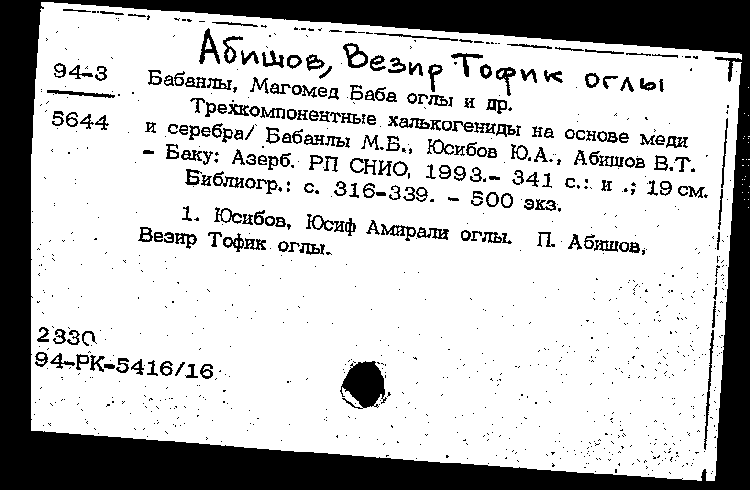 Абишов, Везир Тофик оглы
Т
94-3
5644
Бабанлы, Магомед Баба оглы и др.
Трехкомпонентные халькогениды на основе меди
и серебра/ Бабанлы М.Б., Юсибов Ю.А., Абишов В.Т.
- Баку: Азерб. РП СНИО, 1993.- 341 с.: и .; 19 см.
Библиогр.: с. 316-339. - 500 экз.
1. Юсибов, Юсиф Амирали оглы. П. Абишов,
Везир Тофик оглы.
2330
94-РК-5416/16